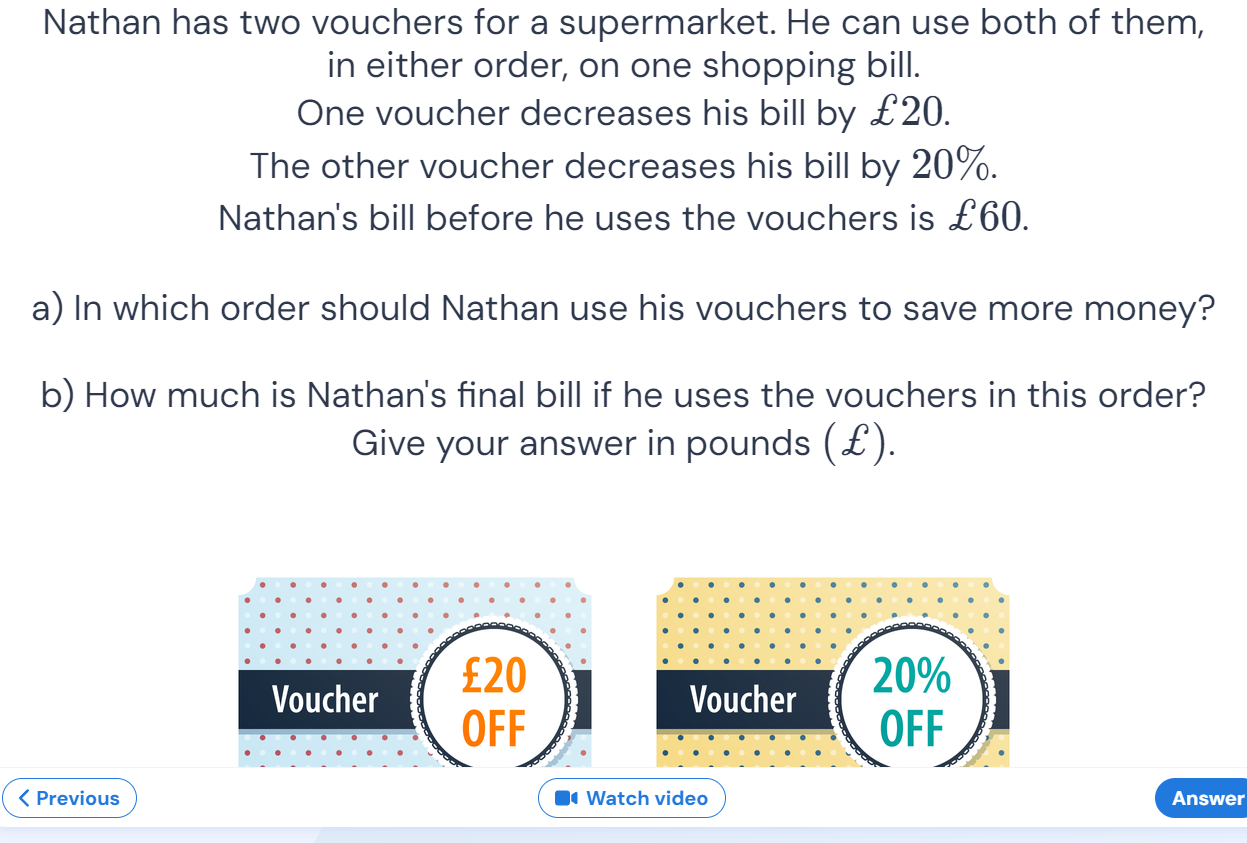 Nathan has two vouchers for a supermarket. He can use both of them,
in either order, on one shopping bill.
One voucher decreases his bill by £20.
The other voucher decreases his bill by 20%.
Nathan's bill before he uses the vouchers is £60.
a) In which order should Nathan use his vouchers to save more money?
b) How much is Nathan's final bill if he uses the vouchers in this order?
Give your answer in pounds (£).
Voucher
£20
OFF
Voucher
20%
OFF
Previous
Watch video
Answer